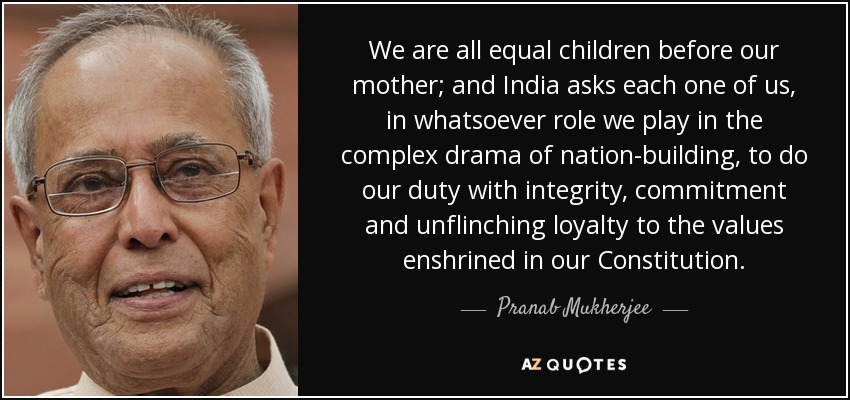 We are all equal children before our
mother; and India asks each one of us,
in whatsoever role we play in the
complex drama of nation-building, to do
our duty with integrity, commitment
and unflinching loyalty to the values
enshrined in our Constitution.
Pranab Mukherjee
AZ QUOTES